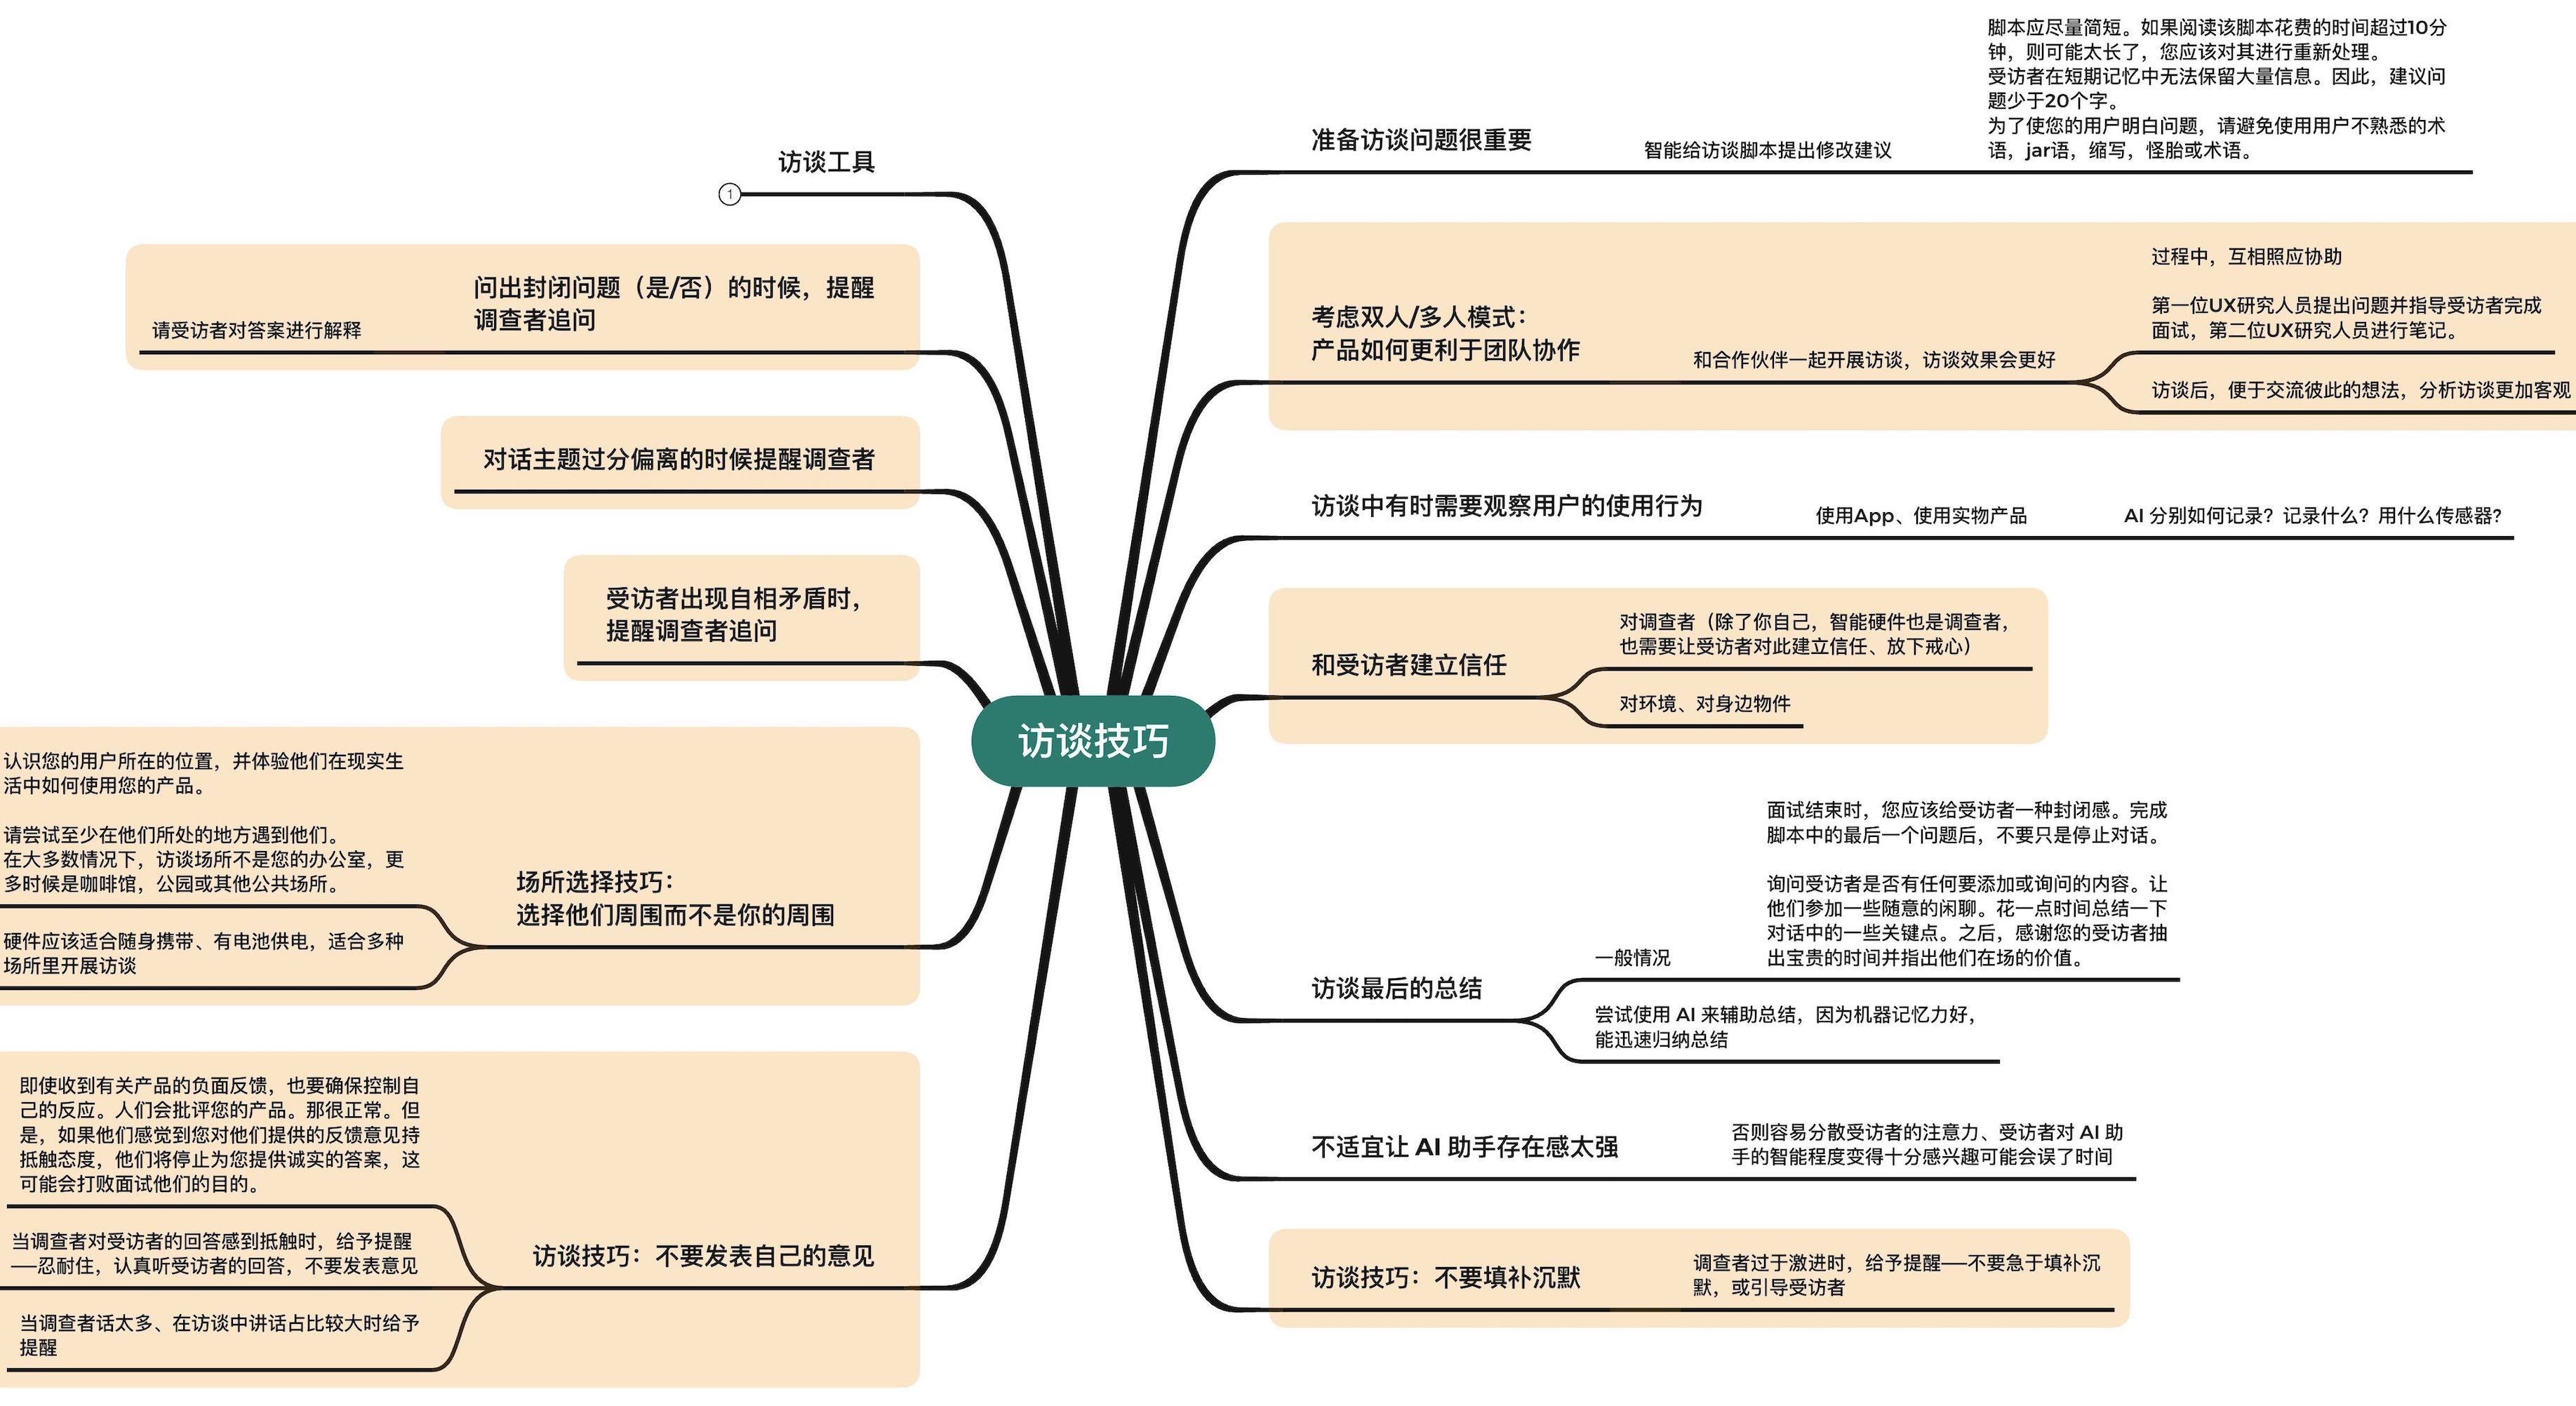 访谈技巧
准备访谈问题很重要
智能给访谈脚本提出修改建议
脚本应尽量简短。如果阅读该脚本花费的时间超过10分
钟，则可能太长了，您应该对其进行重新处理。
受访者在短期记忆中无法保留大量信息。因此，建议问
题少于20个字。
为了使您的用户明白问题，请避免使用用户不熟悉的术
语，jar语，缩写，怪胎或术语。
考虑双人/多人模式：
产品如何更利于团队协作
和合作伙伴一起开展访谈，访谈效果会更好
过程中，互相照应协助
第一位UX研究人员提出问题并指导受访者完成
面试，第二位UX研究人员进行笔记。
访谈后，便于交流彼此的想法，分析访谈更加客观
访谈中有时需要观察用户的使用行为
使用App、使用实物产品
AI 分别如何记录？记录什么？用什么传感器？
和受访者建立信任
对调查者（除了你自己，智能硬件也是调查者，
也需要让受访者对此建立信任、放下戒心）
对环境、对身边物件
访谈最后的总结
一般情况
面试结束时，您应该给受访者一种封闭感。完成
脚本中的最后一个问题后，不要只是停止对话。
询问受访者是否有任何要添加或询问的内容。让
他们参加一些随意的闲聊。花一点时间总结一下
对话中的一些关键点。之后，感谢您的受访者抽
出宝贵的时间并指出他们在场的价值。
尝试使用 AI 来辅助总结，因为机器记忆力好，
能迅速归纳总结
不适宜让 AI 助手存在感太强
否则容易分散受访者的注意力、受访者对 AI 助
手的智能程度变得十分感兴趣可能会误了时间
访谈技巧：不要填补沉默
调查者过于激进时，给予提醒——不要急于填补沉
默，或引导受访者
访谈工具
1
问出封闭问题（是/否）的时候，提醒
调查者追问
请受访者对答案进行解释
对话主题过分偏离的时候提醒调查者
受访者出现自相矛盾时，
提醒调查者追问
场所选择技巧：
选择他们周围而不是你的周围
认识您的用户所在的位置，并体验他们在现实生
活中如何使用您的产品。
请尝试至少在他们所处的地方遇到他们。
在大多数情况下，访谈场所不是您的办公室，更
多时候是咖啡馆，公园或其他公共场所。
硬件应该适合随身携带、有电池供电，适合多种
场所里开展访谈
访谈技巧：不要发表自己的意见
即使收到有关产品的负面反馈，也要确保控制自
己的反应。人们会批评您的产品。那很正常。但
是，如果他们感觉到您对他们提供的反馈意见持
抵触态度，他们将停止为您提供诚实的答案，这
可能会打败面试他们的目的。
当调查者对受访者的回答感到抵触时，给予提醒
——忍耐住，认真听受访者的回答，不要发表意见
当调查者话太多、在访谈中讲话占比较大时给予
提醒